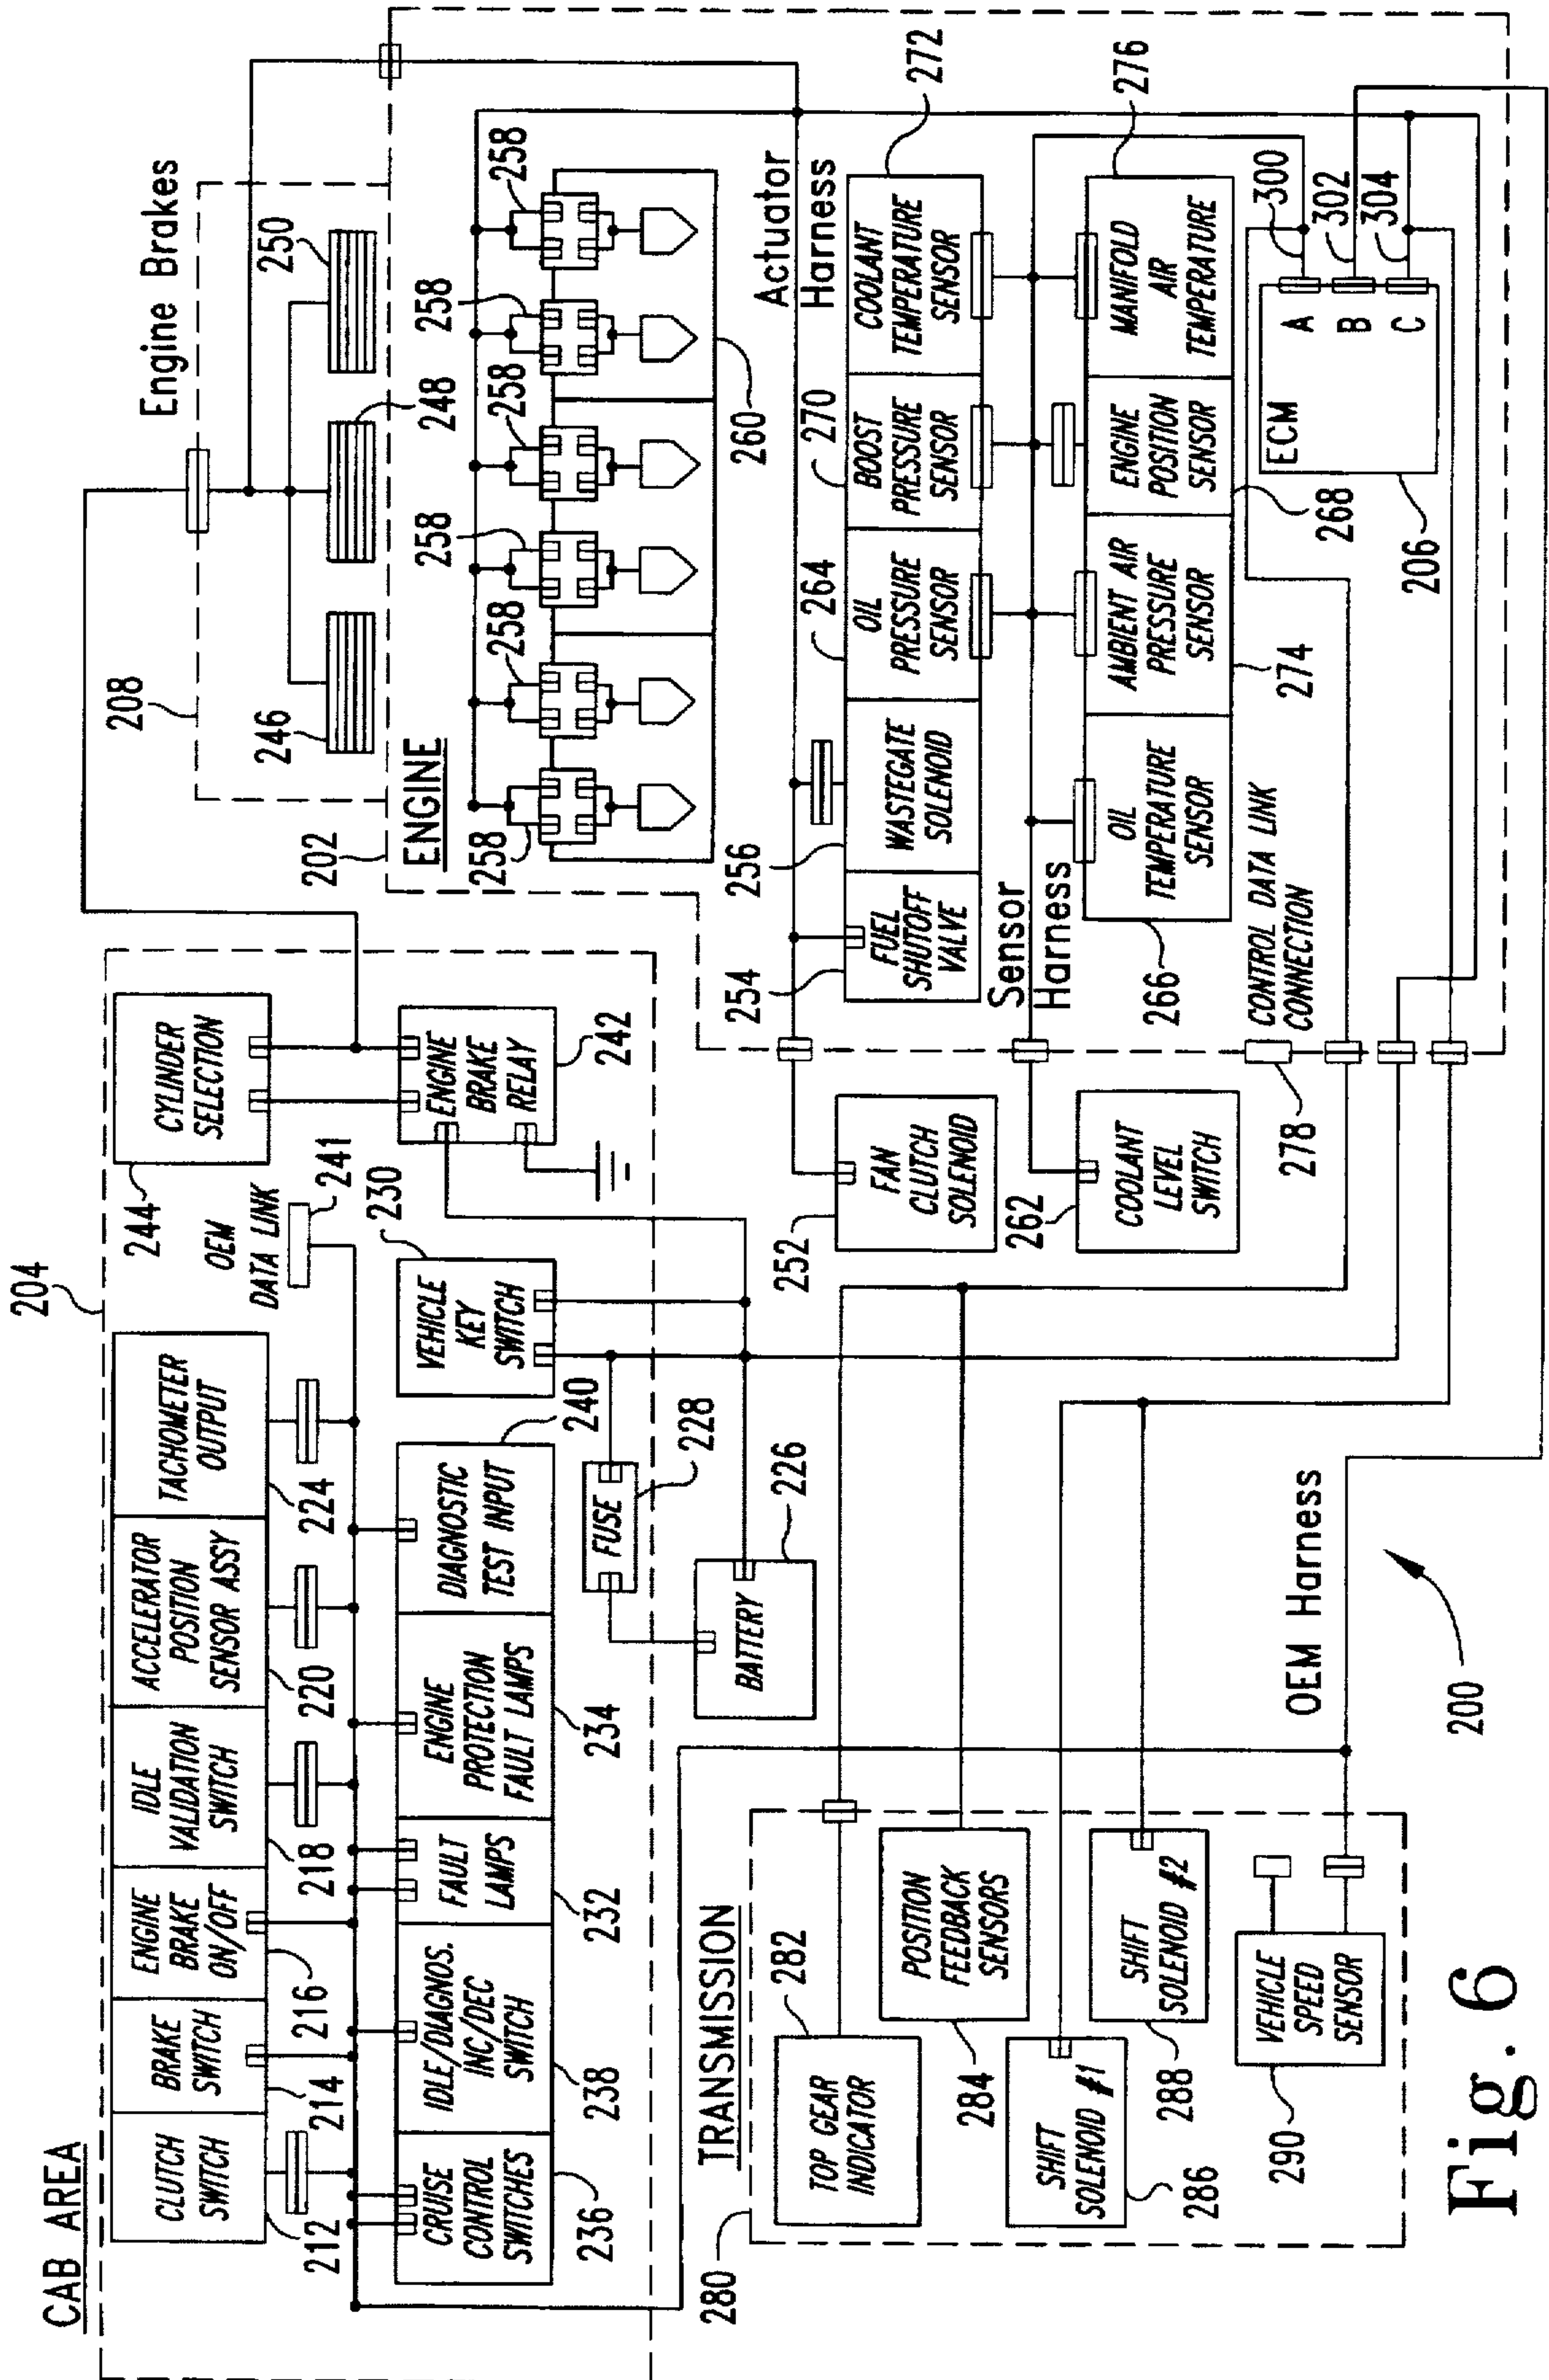 CAB AREA
204
CLUTCH
SWITCH
212
BRAKE
SWITCH
214
ENGINE
BRAKE
ON/OFF
216
IDLE
VALIDATION
SWITCH
218
ACCELERATOR
POSITION
SENSOR ASSY
220
TACHOMETER
OUTPUT
224
OEM
DATA LINK
241
CYLINDER
SELECTION
244
CRUISE
CONTROL
SWITCHES
236
IDLE/DIAGNOS.
INC/DEC
SWITCH
238
FAULT
LAMPS
232
ENGINE
PROTECTION
FAULT LAMPS
234
DIAGNOSTIC
TEST INPUT
240
VEHICLE
KEY
SWITCH
230
ENGINE
BRAKE
RELAY
242
FUSE
228
BATTERY
226
Engine Brakes
208
246
248
250
ENGINE
202
258
258
258
258
258
258
260
Actuator
Harness
FUEL
SHUTOFF
VALVE
254
WASTEGATE
SOLENOID
256
OIL
PRESSURE
SENSOR
264
BOOST
PRESSURE
SENSOR
270
COOLANT
TEMPERATURE
SENSOR
272
Sensor
Harness
OIL
TEMPERATURE
SENSOR
266
AMBIENT AIR
PRESSURE
SENSOR
274
ENGINE
POSITION
SENSOR
268
MANIFOLD
AIR
TEMPERATURE
276
FAN
CLUTCH
SOLENOID
252
COOLANT
LEVEL
SWITCH
262
CONTROL DATA LINK
CONNECTION
278
ECM
A
B
C
206
300
302
304
TRANSMISSION
280
TOP GEAR
INDICATOR
282
POSITION
FEEDBACK
SENSORS
284
SHIFT
SOLENOID #1
286
SHIFT
SOLENOID #2
288
VEHICLE
SPEED
SENSOR
290
OEM Harness
200
Fig. 6